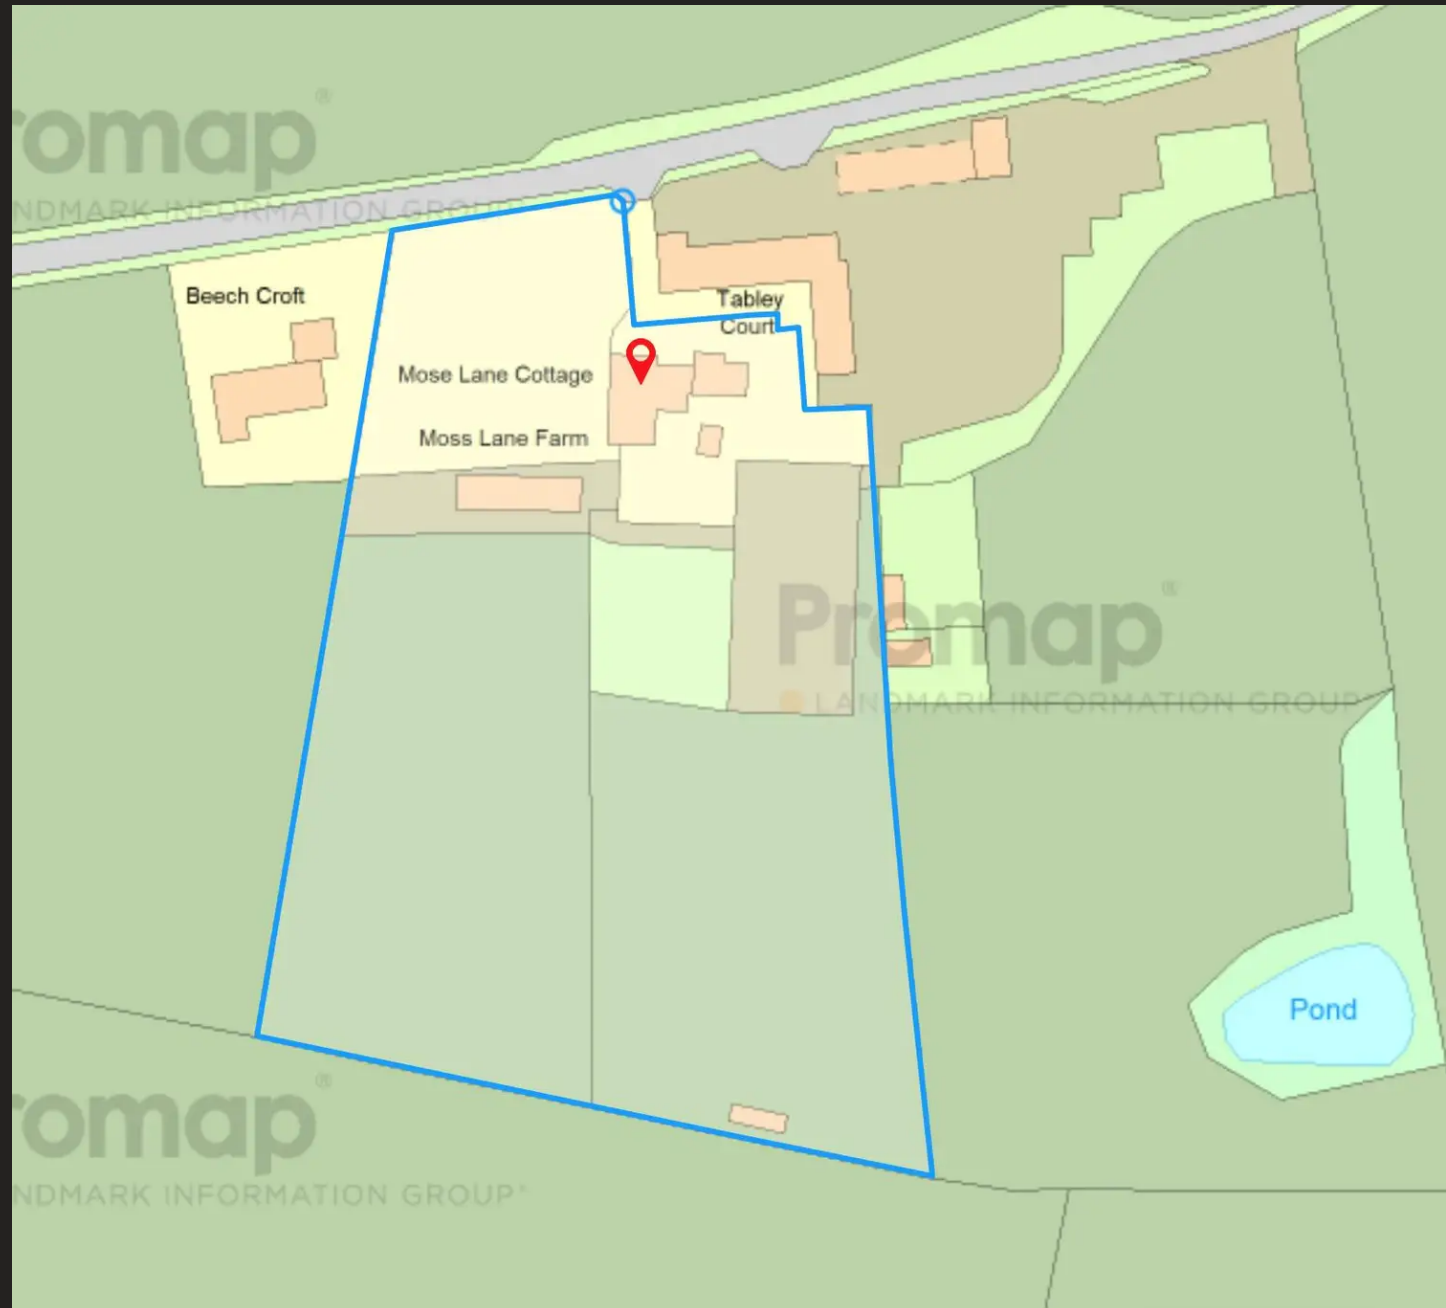 romap®
NDMARK INFORMATION GROUP
Beech Croft
Tabley
Court
Mose Lane Cottage
Moss Lane Farm
Promap®
LANDMARK INFORMATION GROUP
Pond
romap®
NDMARK INFORMATION GROUP®